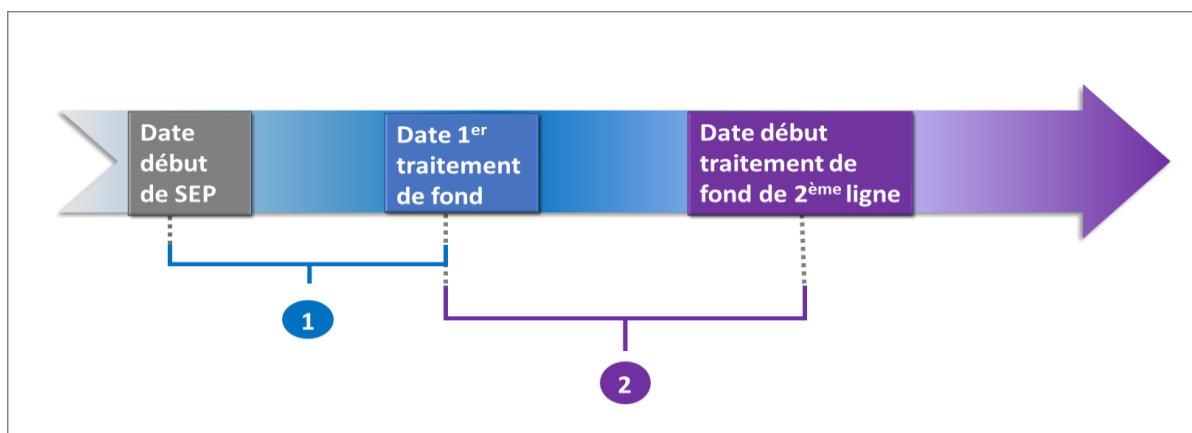 Date
début
de SEP
Date 1er
traitement
de fond
Date début
traitement de
fond de 2ème ligne
1
2